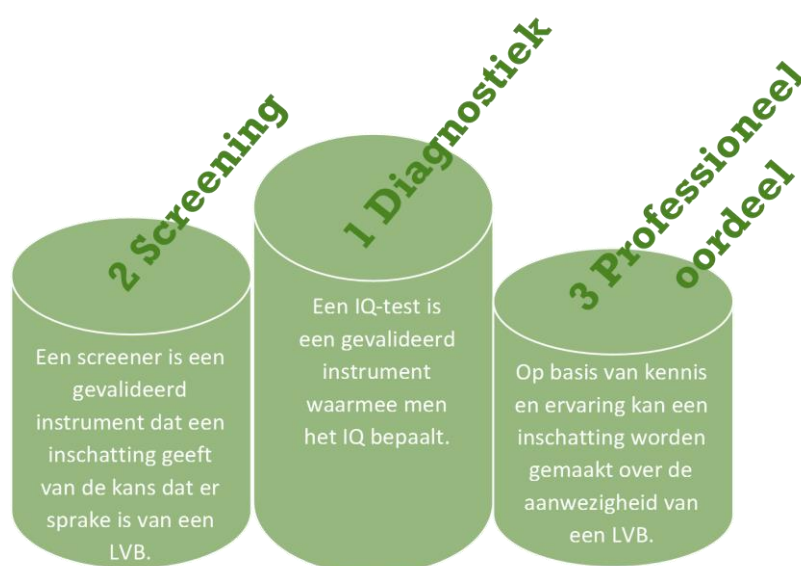 2 Screening
Een screener is een
gevalideerd
instrument dat een
inschatting geeft
van de kans dat er
sprake is van een
LVB.
1 Diagnostiek
Een IQ-test is
een gevalideerd
instrument
waarmee men
het IQ bepaalt.
3 Professioneel
oordeel
Op basis van kennis
en ervaring kan een
inschatting worden
gemaakt over de
aanwezigheid van
een LVB.